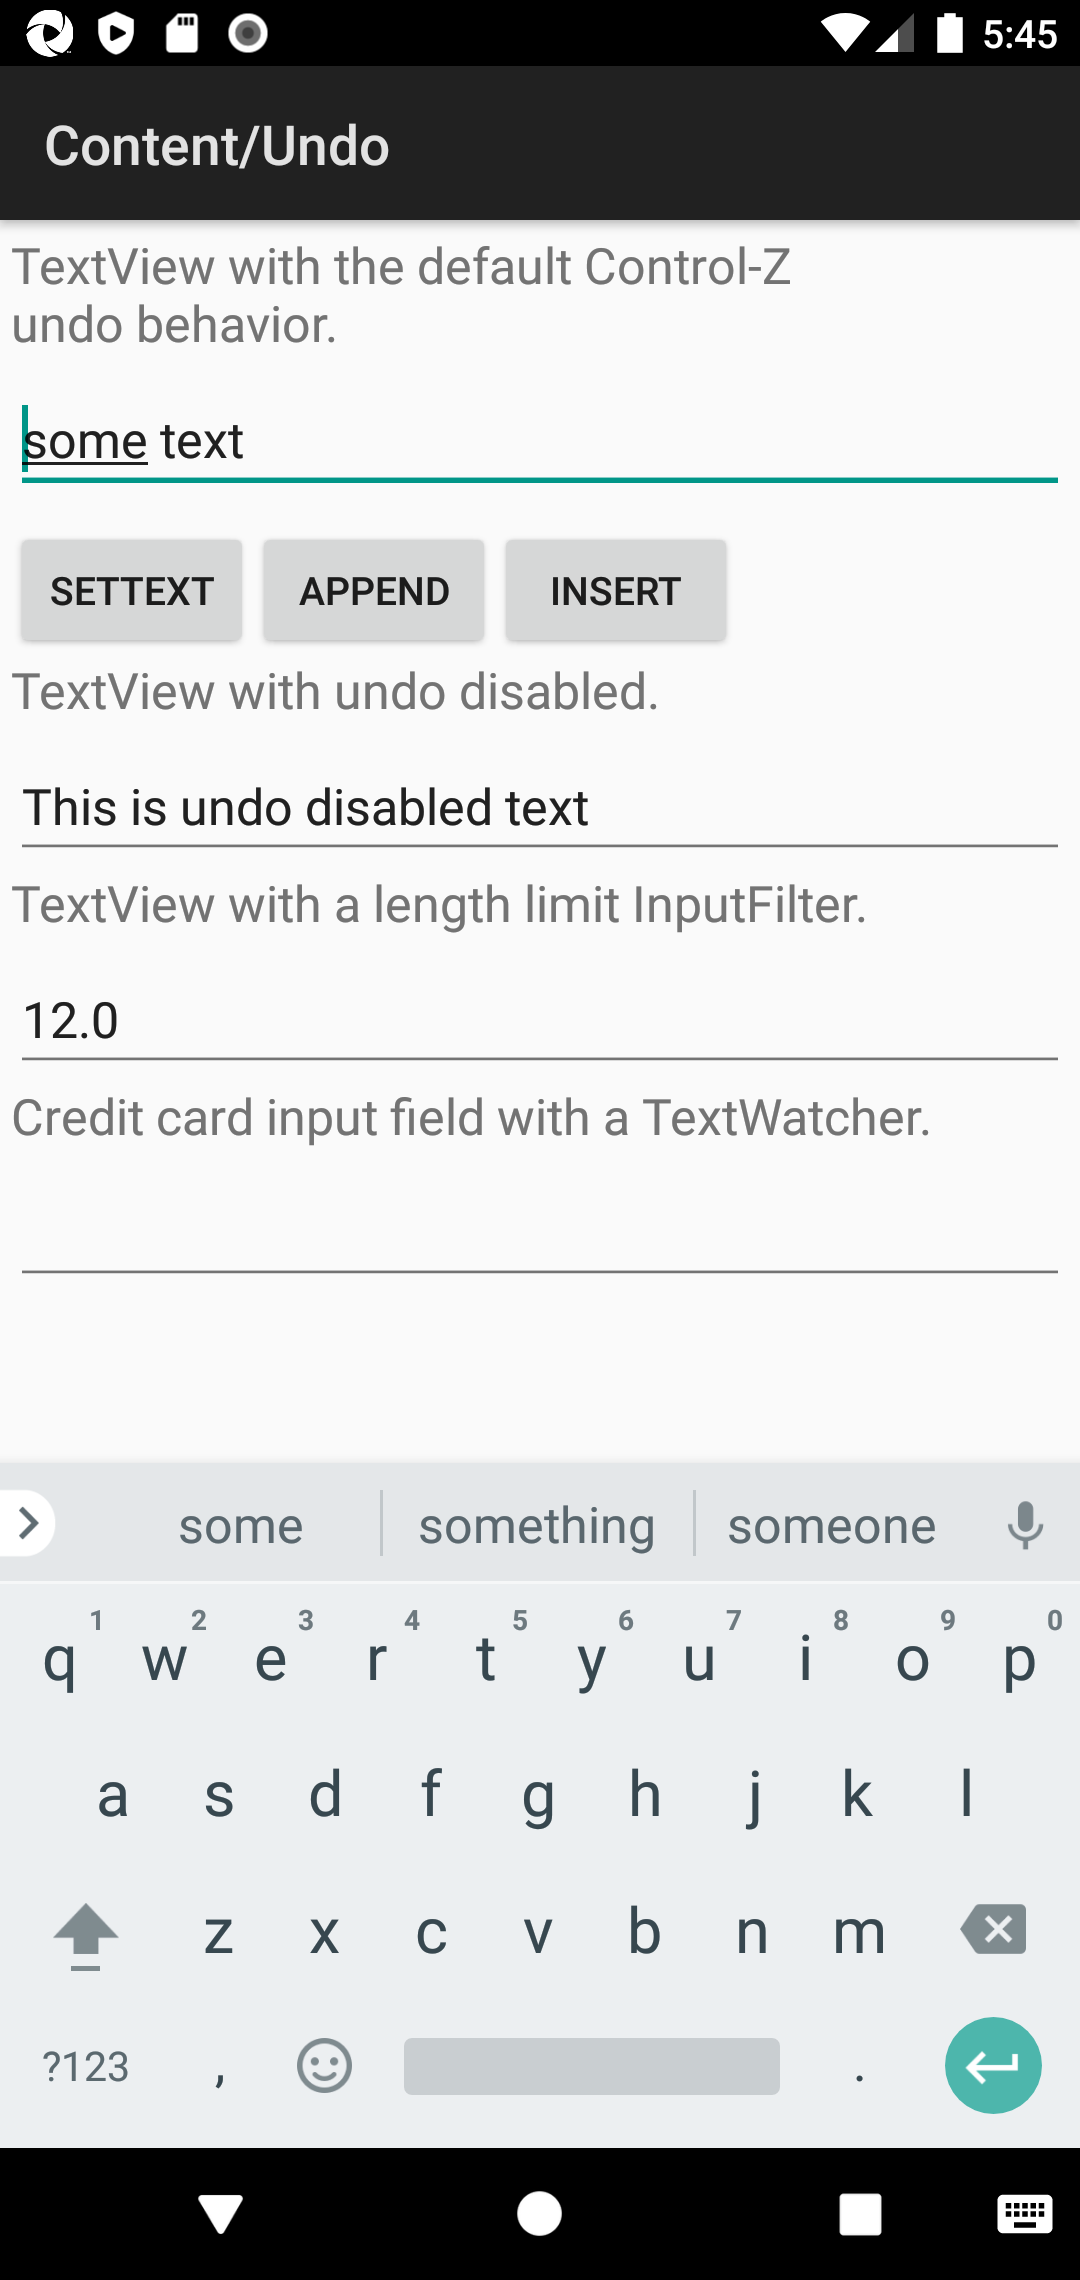 5:45
Content/Undo
TextView with the default Control-Z
undo behavior.
some text
SETTEXT APPEND INSERT
TextView with undo disabled.
This is undo disabled text
TextView with a length limit InputFilter.
12.0
Credit card input field with a TextWatcher.
some something someone
1 2 3 4 5 6 7 8 9 0
q w e r t y u i o p
a s d f g h j k l
z x c v b n m
?123 , .